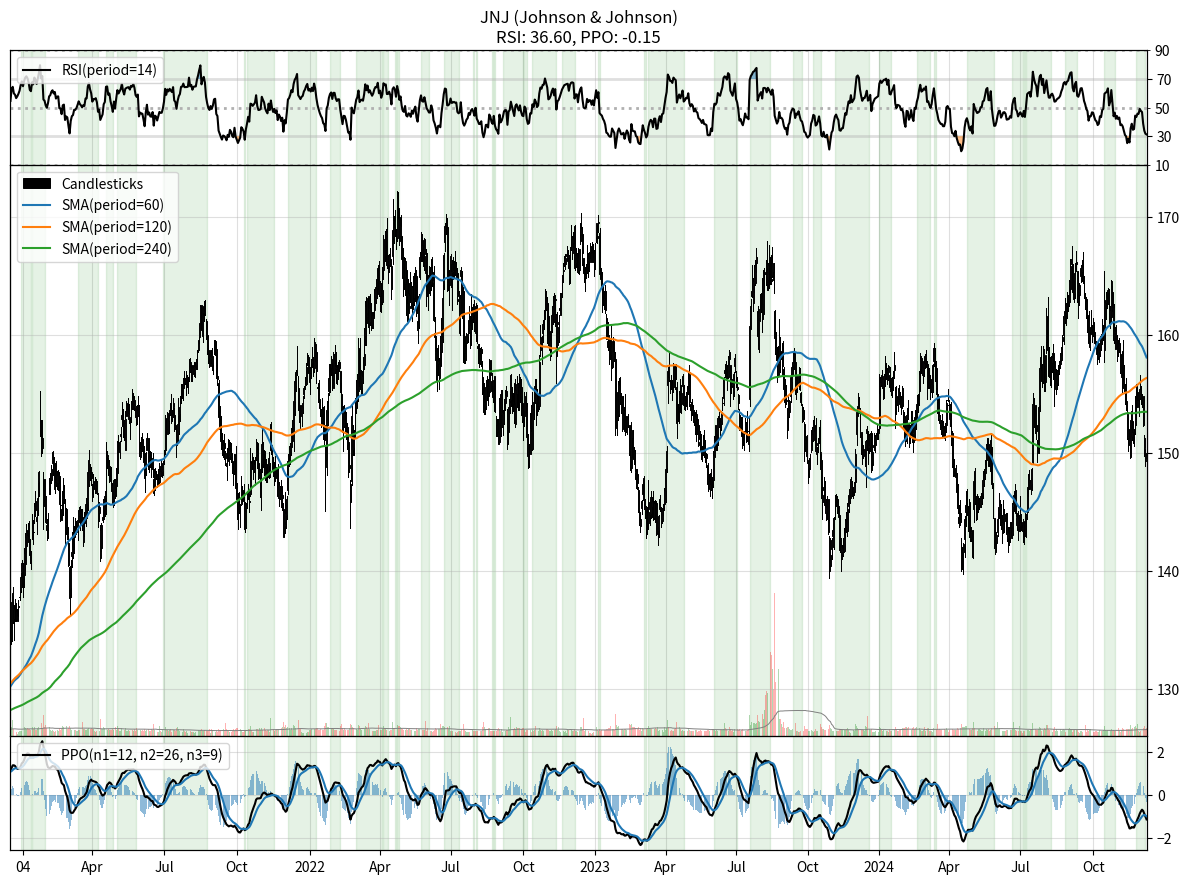 JNJ (Johnson & Johnson)
RSI: 36.60, PPO: -0.15
RSI(period=14)
90
70
50
30
10
Candlesticks
SMA(period=60)
SMA(period=120)
SMA(period=240)
170
160
150
140
130
PPO(n1=12, n2=26, n3=9)
2
0
−2
04 Apr Jul Oct 2022 Apr Jul Oct 2023 Apr Jul Oct 2024 Apr Jul Oct